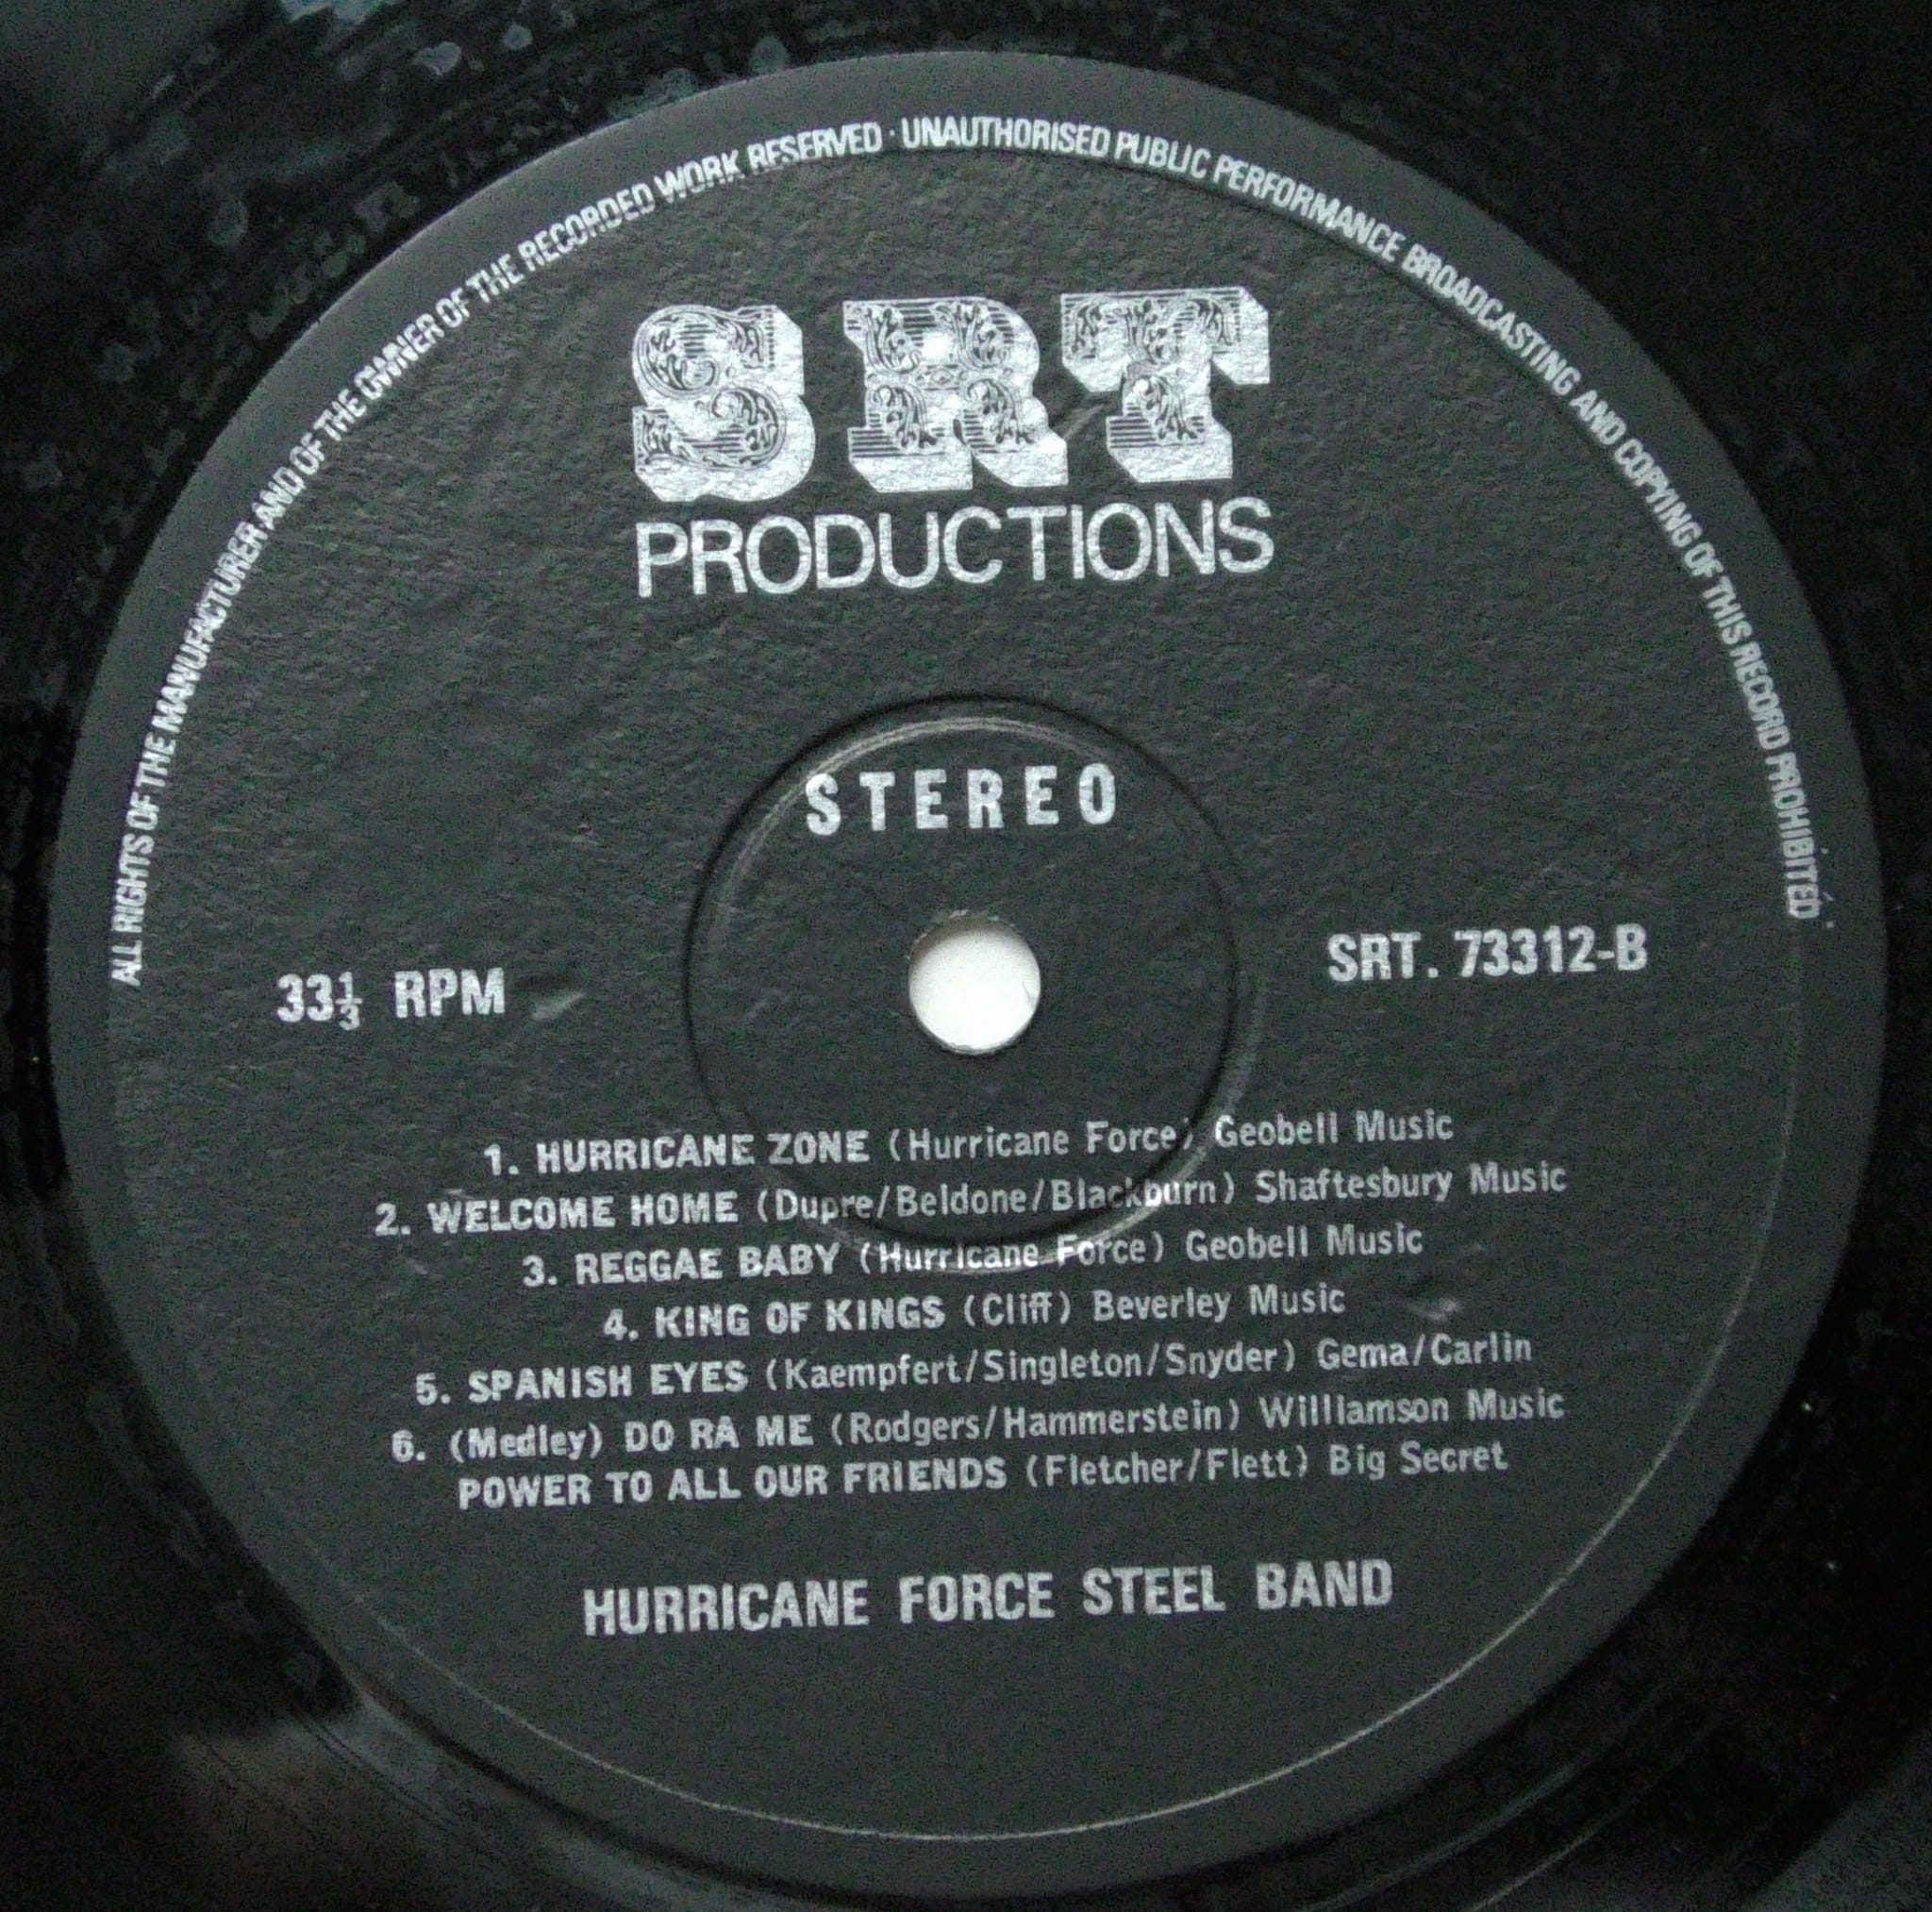 ALL RIGHTS OF THE MANUFACTURER AND OF THE OWNER OF THE RECORDED WORK RESERVED · UNAUTHORISED PUBLIC PERFORMANCE BROADCASTING AND COPYING OF THIS RECORD PROHIBITED
SRT
PRODUCTIONS
STEREO
33⅓ RPM
SRT. 73312-B
1. HURRICANE ZONE (Hurricane Force) Geobell Music
2. WELCOME HOME (Dupre/Beldone/Blackburn) Shaftesbury Music
3. REGGAE BABY (Hurricane Force) Geobell Music
4. KING OF KINGS (Cliff) Beverley Music
5. SPANISH EYES (Kaempfert/Singleton/Snyder) Gema/Carlin
6. (Medley) DO RA ME (Rodgers/Hammerstein) Williamson Music
POWER TO ALL OUR FRIENDS (Fletcher/Flett) Big Secret
HURRICANE FORCE STEEL BAND